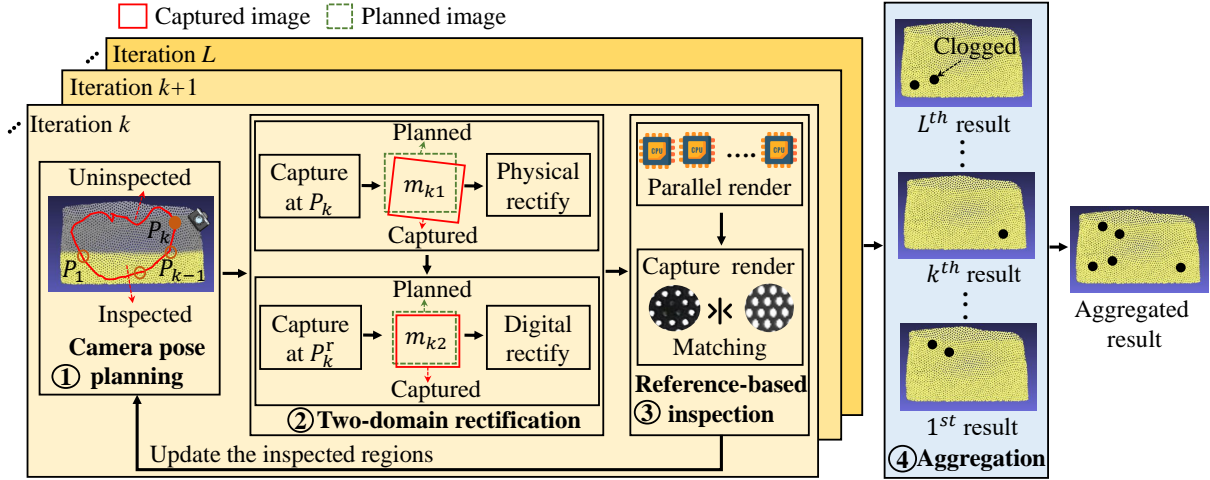 Captured image
Planned image
Iteration L
Iteration k+1
Iteration k
Uninspected
P_k
P_1
P_{k−1}
Inspected
Camera pose
① planning
Planned
Capture
at P_k
m_{k1}
Physical
rectify
Captured
Planned
Capture
at P_k^r
m_{k2}
Digital
rectify
Captured
② Two-domain rectification
CPU CPU .... CPU
Parallel render
Capture render
Matching
Reference-based
③ inspection
Update the inspected regions
Clogged
L^{th} result
k^{th} result
1^{st} result
④ Aggregation
Aggregated
result